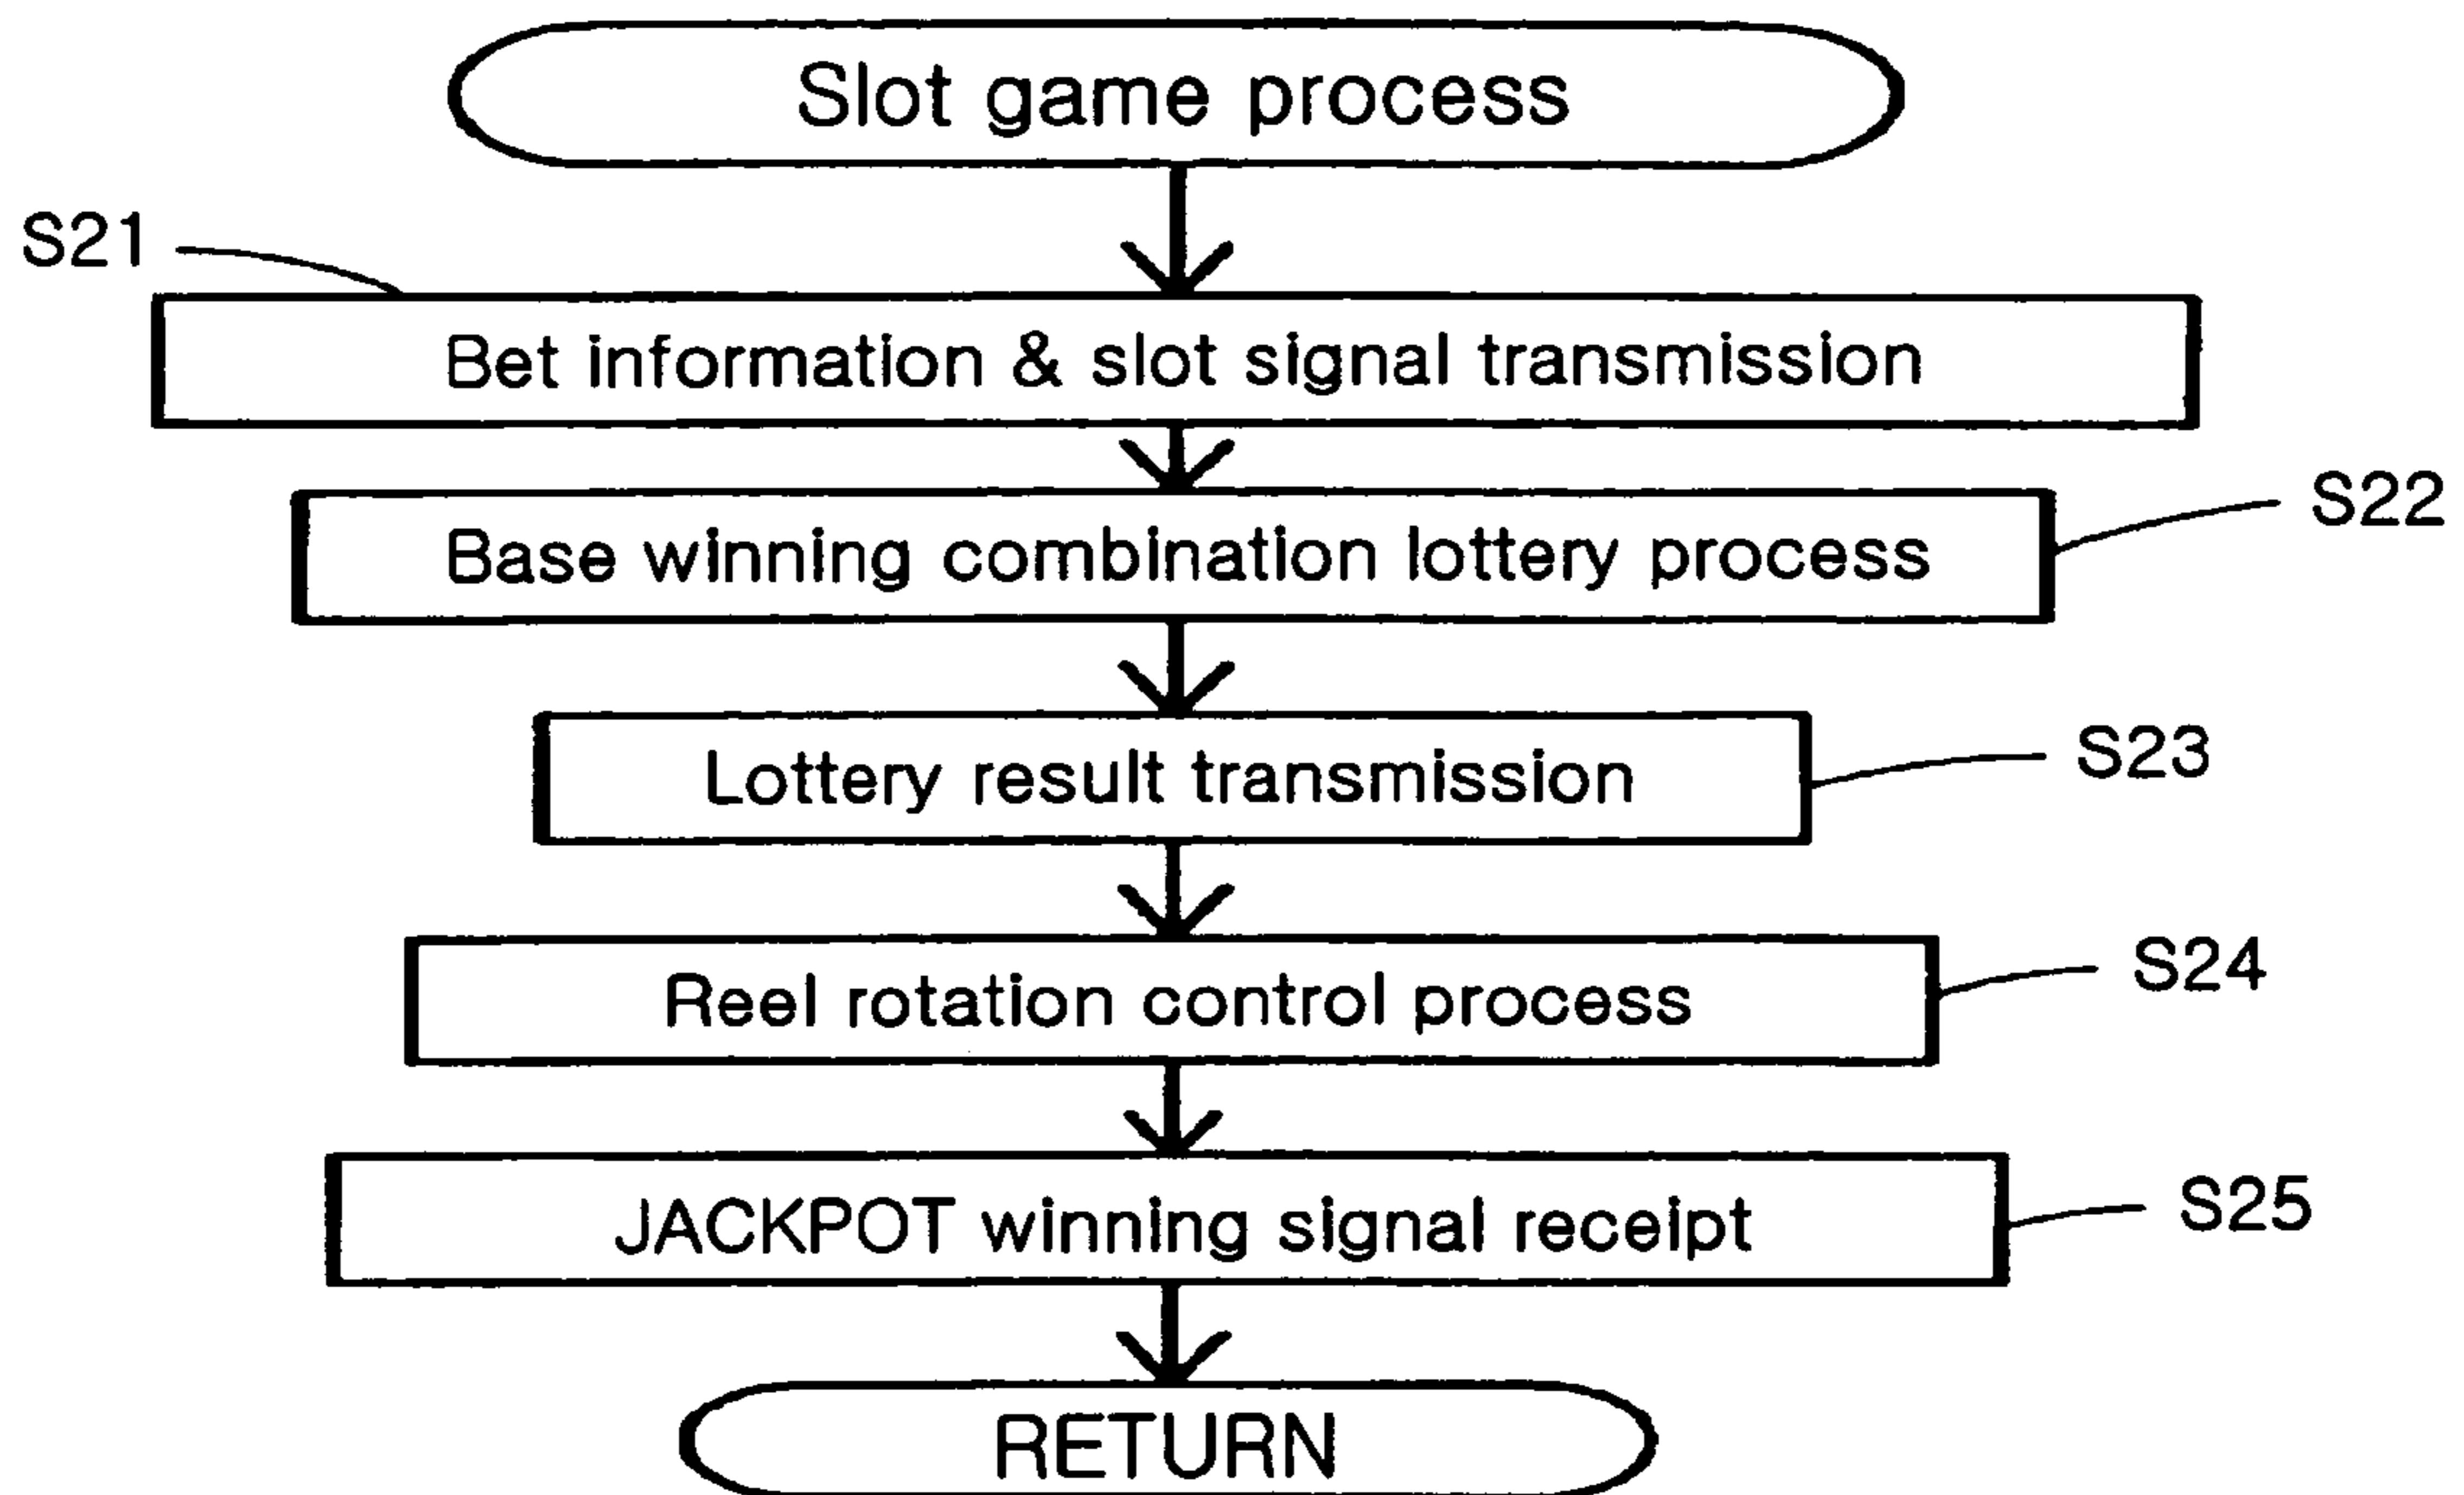 Slot game process
S21
Bet information & slot signal transmission
Base winning combination lottery process
S22
Lottery result transmission
S23
Reel rotation control process
S24
JACKPOT winning signal receipt
S25
RETURN